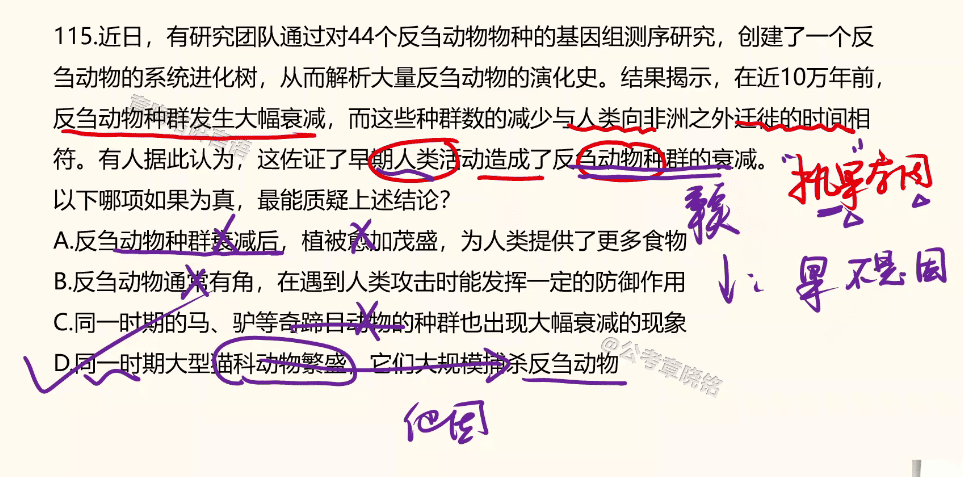 115.近日，有研究团队通过对44个反刍动物物种的基因组测序研究，创建了一个反
刍动物的系统进化树，从而解析大量反刍动物的演化史。结果揭示，在近10万年前，
反刍动物种群发生大幅衰减，而这些种群数的减少与人类向非洲之外迁徙的时间相
符。有人据此认为，这佐证了早期人类活动造成了反刍动物种群的衰减。
"执果索因"
以下哪项如果为真，最能质疑上述结论？
A.反刍动物种群衰减后，植被愈加茂盛，为人类提供了更多食物
B.反刍动物通常有角，在遇到人类攻击时能发挥一定的防御作用
↓：果不是因
C.同一时期的马、驴等奇蹄目动物的种群也出现大幅衰减的现象
D.同一时期大型猫科动物繁盛，它们大规模捕杀反刍动物
@公考章晓铭
他因